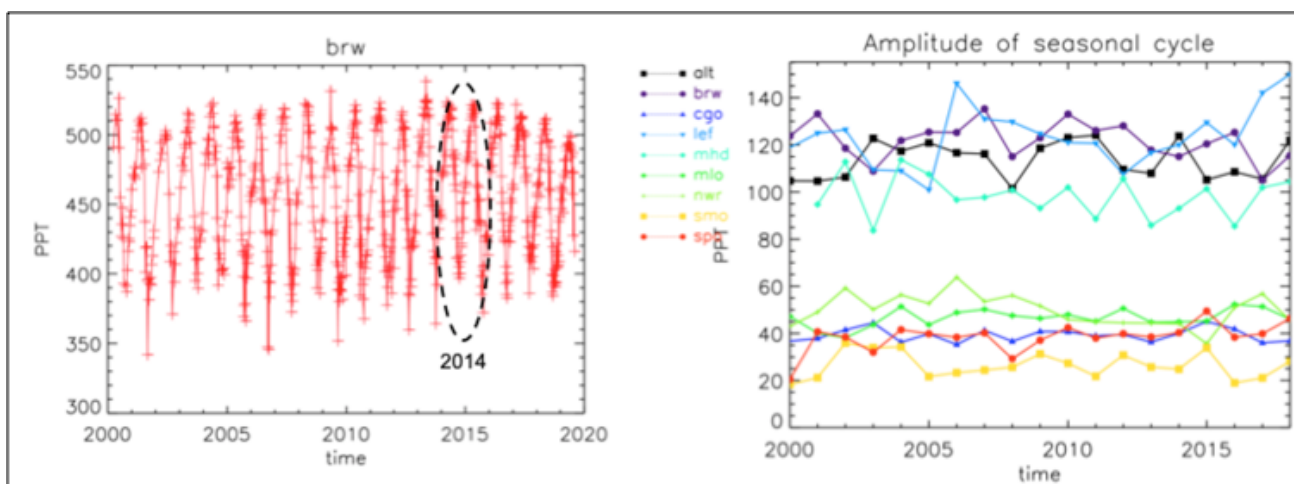 brw
550
500
450
400
350
300
PPT
2000
2005
2010
2015
2020
time
2014
alt
brw
cgo
lef
mhd
mlo
nwr
smo
spo
Amplitude of seasonal cycle
140
120
100
80
60
40
20
0
PPT
2000
2005
2010
2015
time